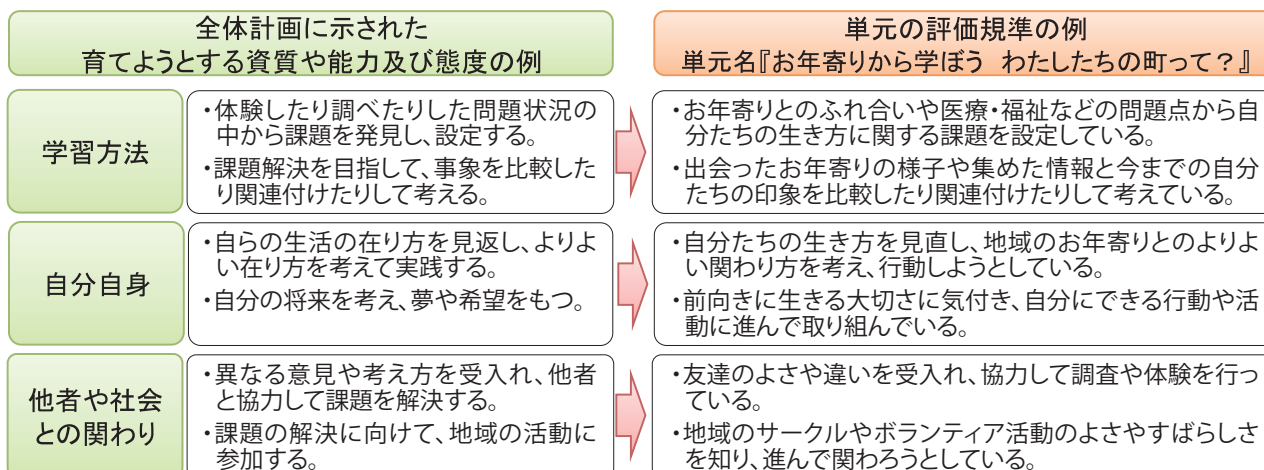 全体計画に示された
育てようとする資質や能力及び態度の例
単元の評価規準の例
単元名『お年寄りから学ぼう わたしたちの町って？』
学習方法
・体験したり調べたりした問題状況の
中から課題を発見し、設定する。
・課題解決を目指して、事象を比較した
り関連付けたりして考える。
・お年寄りとのふれ合いや医療・福祉などの問題点から自
分たちの生き方に関する課題を設定している。
・出会ったお年寄りの様子や集めた情報と今までの自分
たちの印象を比較したり関連付けたりして考えている。
自分自身
・自らの生活の在り方を見返し、よりよ
い在り方を考えて実践する。
・自分の将来を考え、夢や希望をもつ。
・自分たちの生き方を見直し、地域のお年寄りとのよりよ
い関わり方を考え、行動しようとしている。
・前向きに生きる大切さに気付き、自分にできる行動や活
動に進んで取り組んでいる。
他者や社会
との関わり
・異なる意見や考え方を受入れ、他者
と協力して課題を解決する。
・課題の解決に向けて、地域の活動に
参加する。
・友達のよさや違いを受入れ、協力して調査や体験を行っ
ている。
・地域のサークルやボランティア活動のよさやすばらしさ
を知り、進んで関わろうとしている。